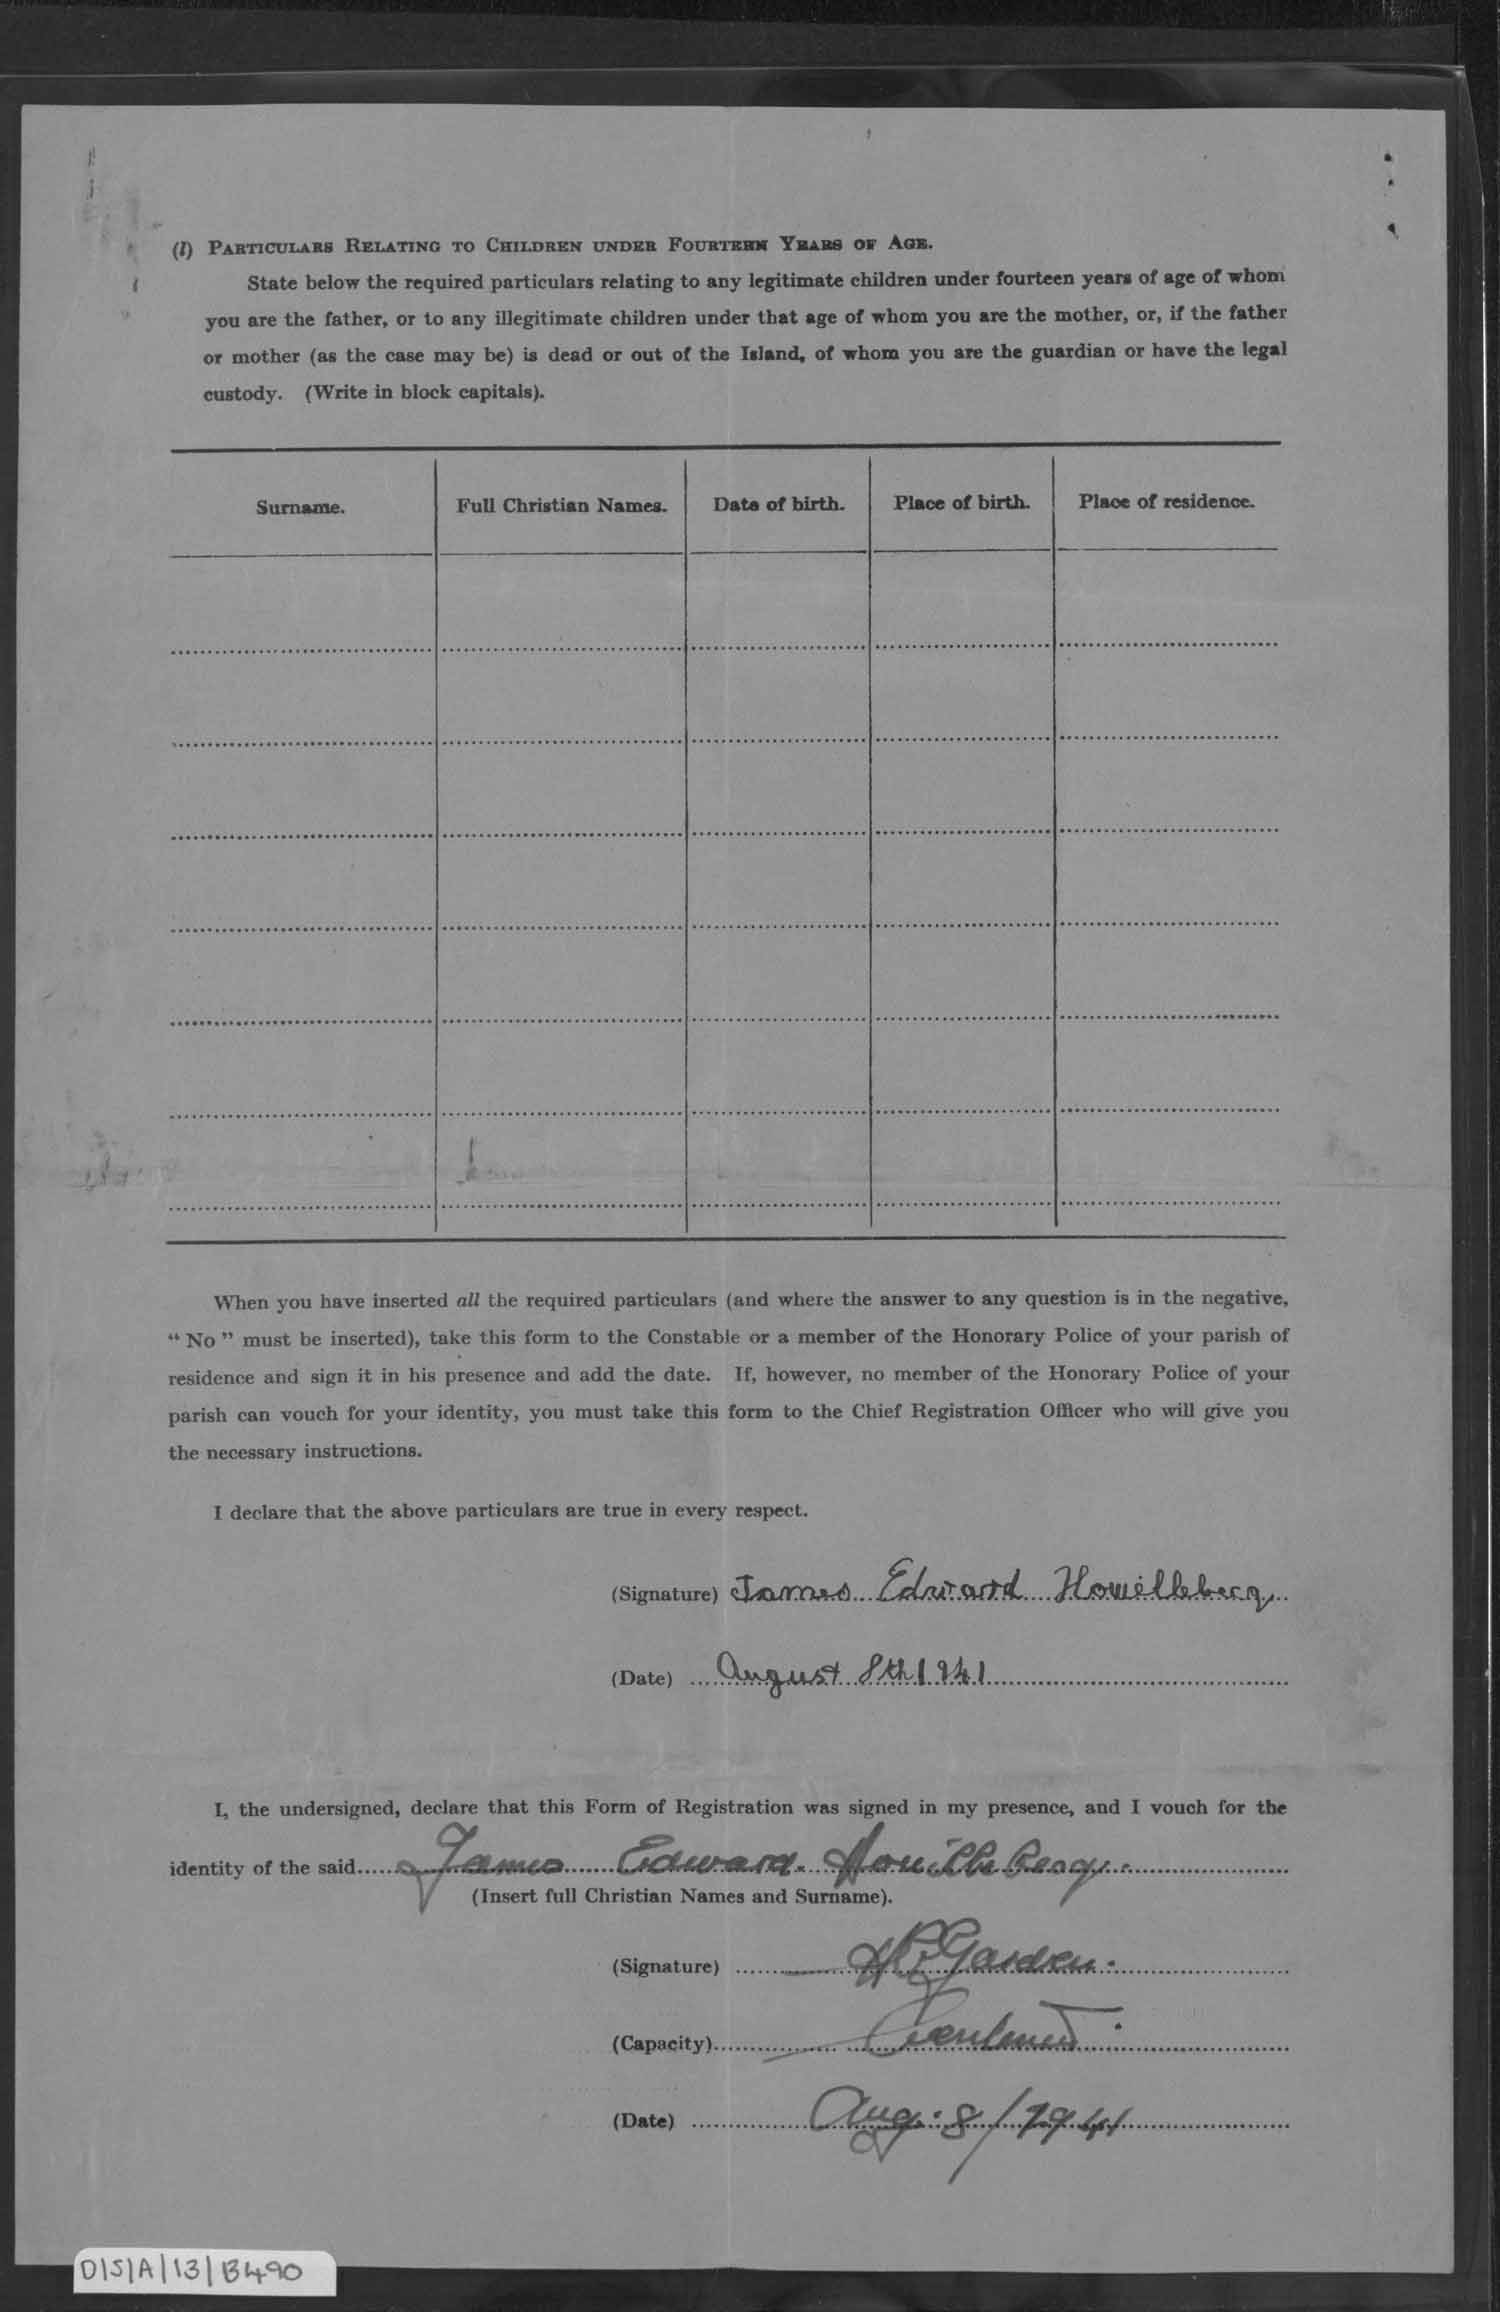 (l) PARTICULARS RELATING TO CHILDREN UNDER FOURTEEN YEARS OF AGE.
State below the required particulars relating to any legitimate children under fourteen years of age of whom
you are the father, or to any illegitimate children under that age of whom you are the mother, or, if the father
or mother (as the case may be) is dead or out of the Island, of whom you are the guardian or have the legal
custody. (Write in block capitals).
Surname. Full Christian Names. Date of birth. Place of birth. Place of residence.
When you have inserted all the required particulars (and where the answer to any question is in the negative,
“ No ” must be inserted), take this form to the Constable or a member of the Honorary Police of your parish of
residence and sign it in his presence and add the date. If, however, no member of the Honorary Police of your
parish can vouch for your identity, you must take this form to the Chief Registration Officer who will give you
the necessary instructions.
I declare that the above particulars are true in every respect.
(Signature) James Edward Houillebecq
(Date) August 8th 1941
I, the undersigned, declare that this Form of Registration was signed in my presence, and I vouch for the
identity of the said James Edward Houillebecq.
(Insert full Christian Names and Surname).
(Signature) Garden.
(Capacity) Centenier
(Date) Aug. 8/1941
D/S/A/13/B490